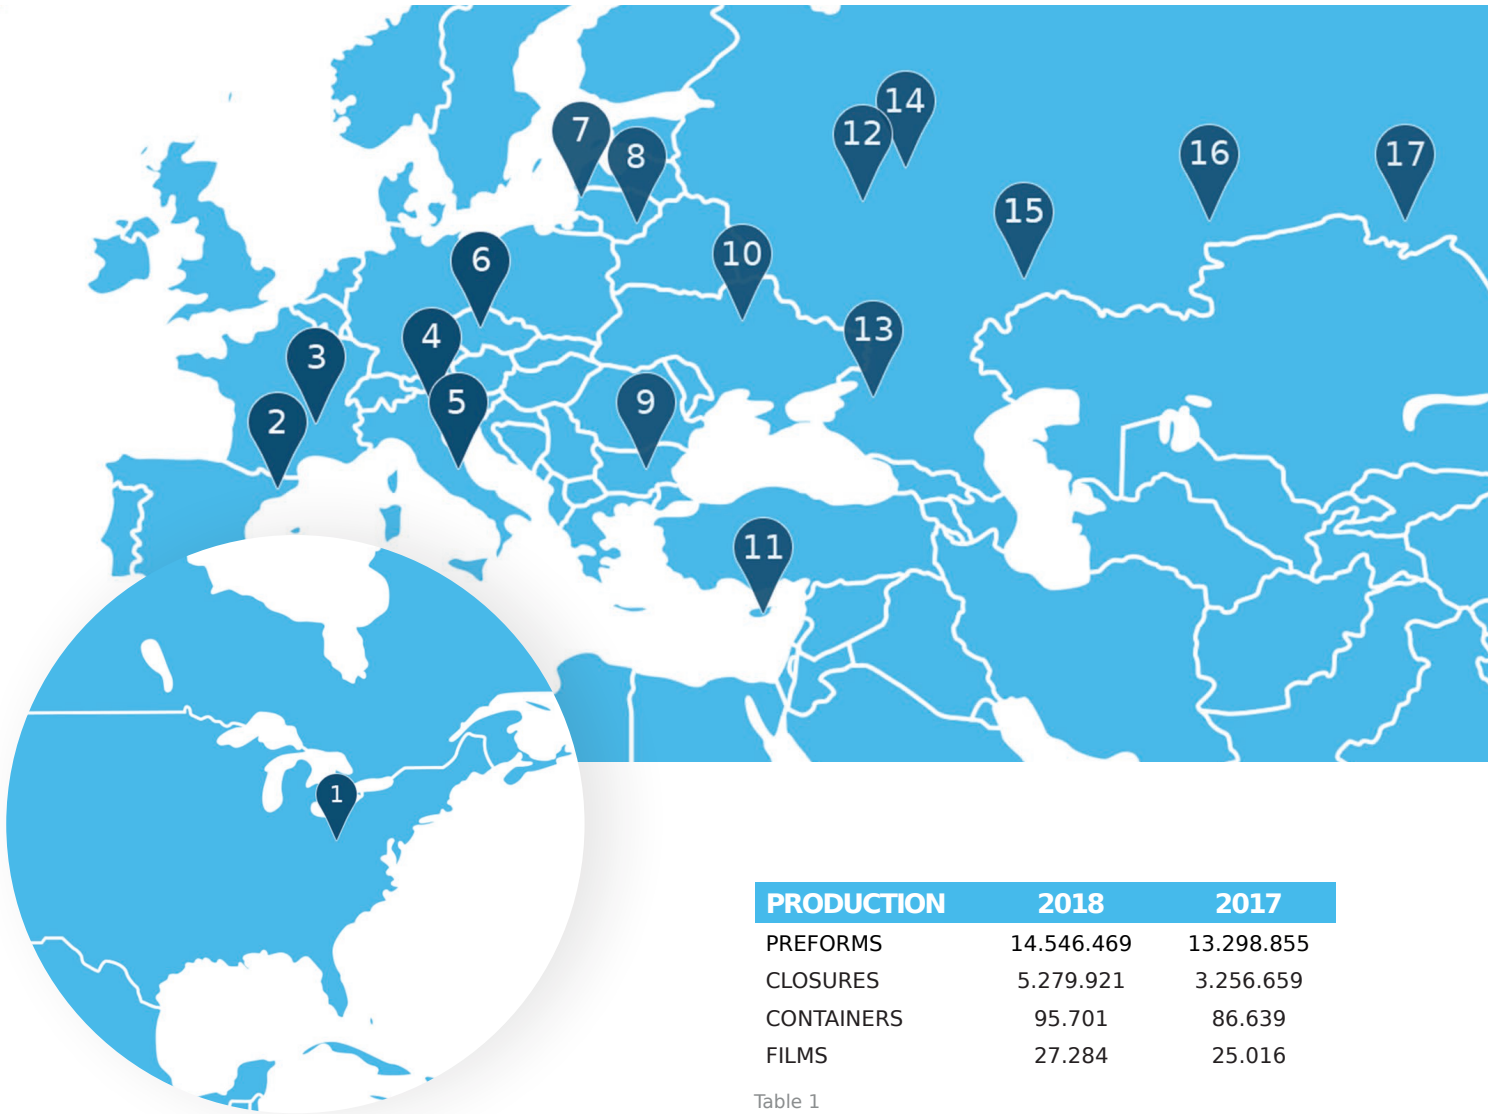 14
7
12
8
16
17
15
10
6
13
4
3
9
5
2
11
1
PRODUCTION 2018 2017
PREFORMS 14.546.469 13.298.855
CLOSURES 5.279.921 3.256.659
CONTAINERS 95.701 86.639
FILMS 27.284 25.016
Table 1